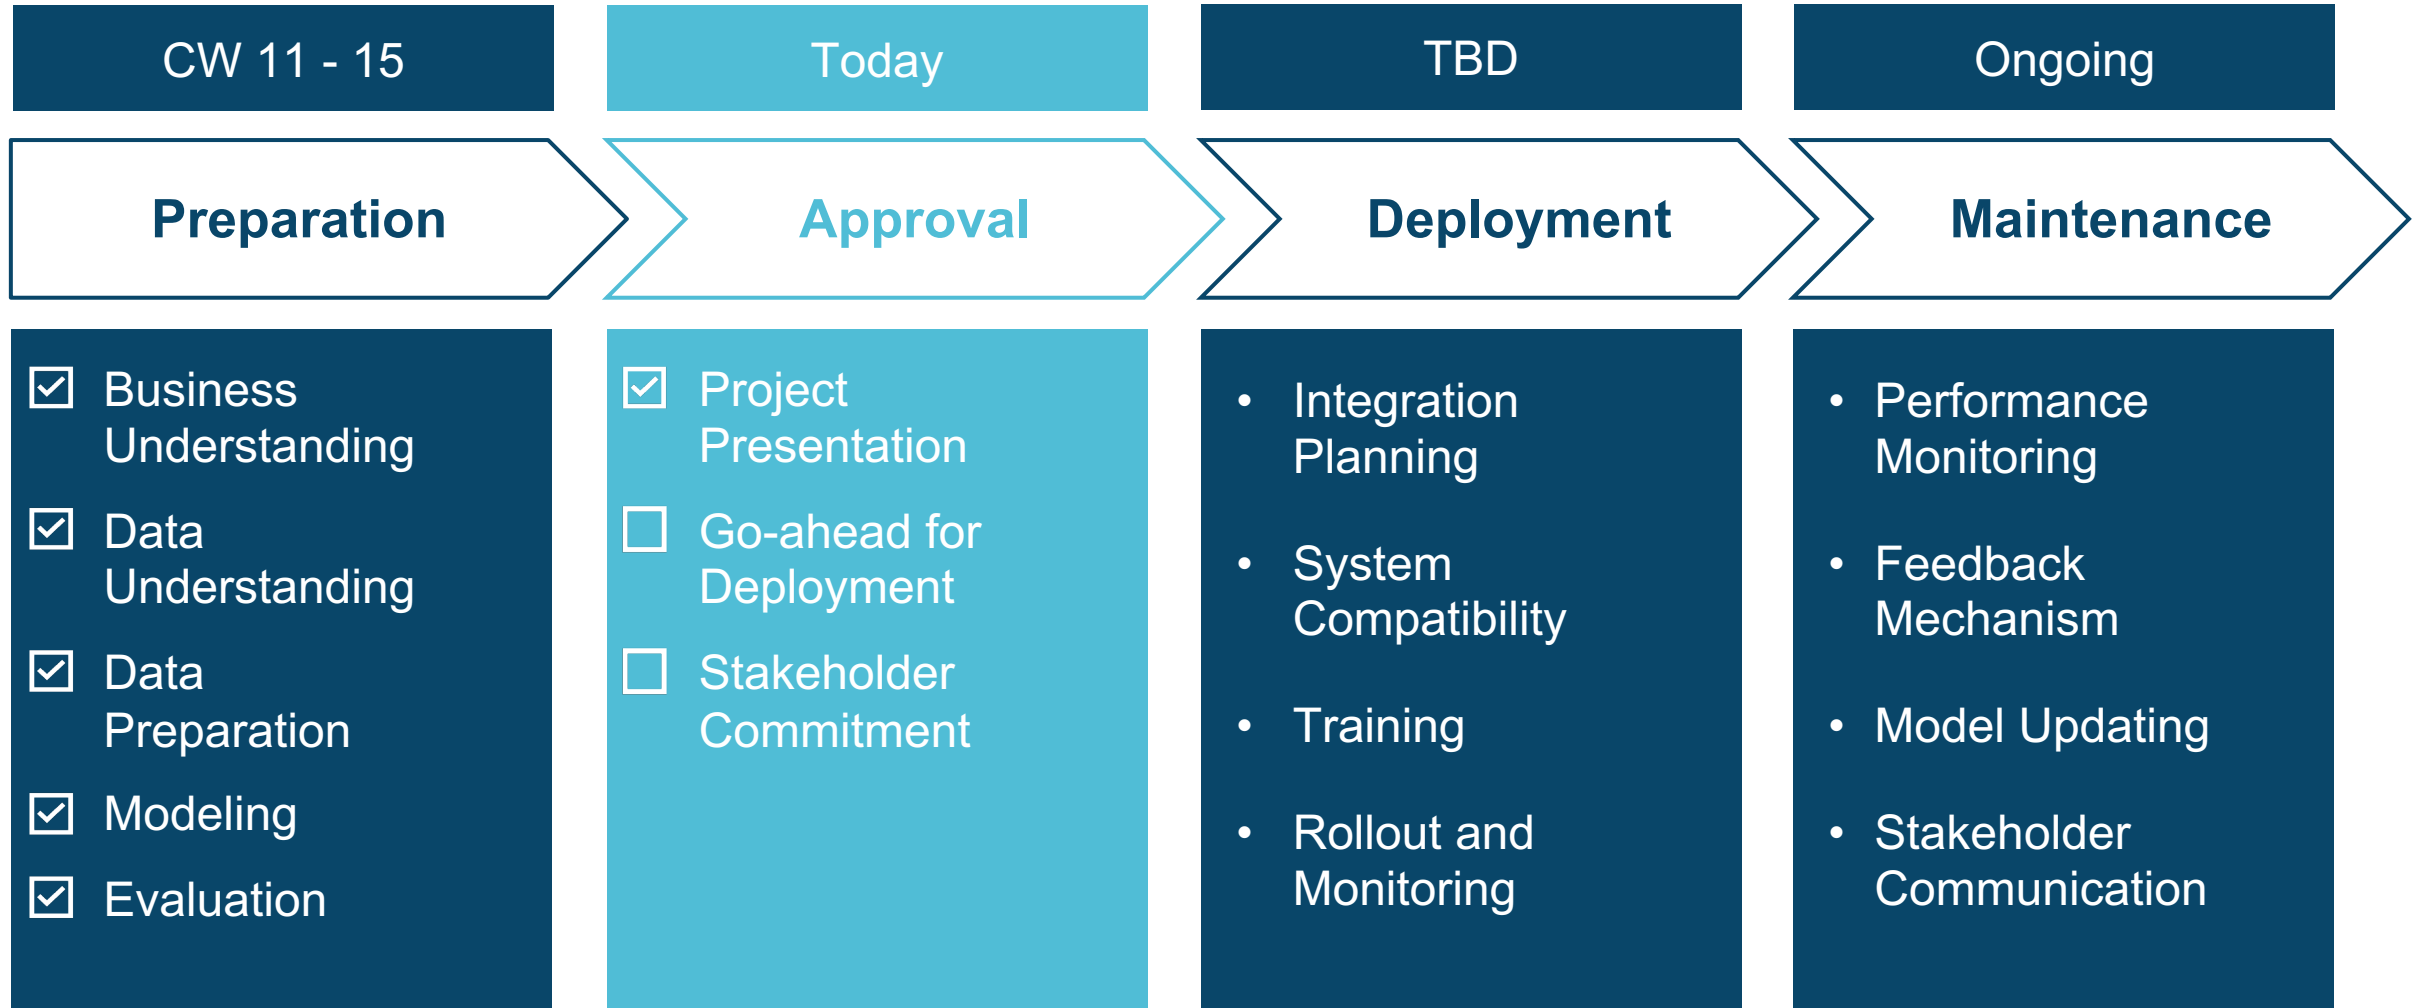 CW 11 - 15
Today
TBD
Ongoing
Preparation
Approval
Deployment
Maintenance
Business
Understanding
Data
Understanding
Data
Preparation
Modeling
Evaluation
Project
Presentation
Go-ahead for
Deployment
Stakeholder
Commitment
• Integration
Planning
• System
Compatibility
• Training
• Rollout and
Monitoring
• Performance
Monitoring
• Feedback
Mechanism
• Model Updating
• Stakeholder
Communication